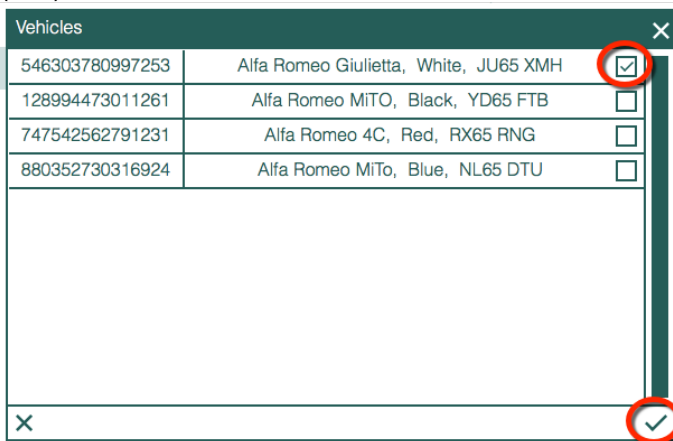 Vehicles
546303780997253 Alfa Romeo Giulietta, White, JU65 XMH
128994473011261 Alfa Romeo MiTO, Black, YD65 FTB
747542562791231 Alfa Romeo 4C, Red, RX65 RNG
880352730316924 Alfa Romeo MiTo, Blue, NL65 DTU